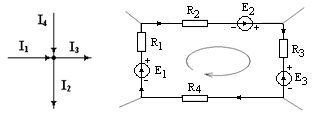 I4
I1
I3
I2
R2
E2
- +
R1
R3
+
E1
-
+
E3
-
R4